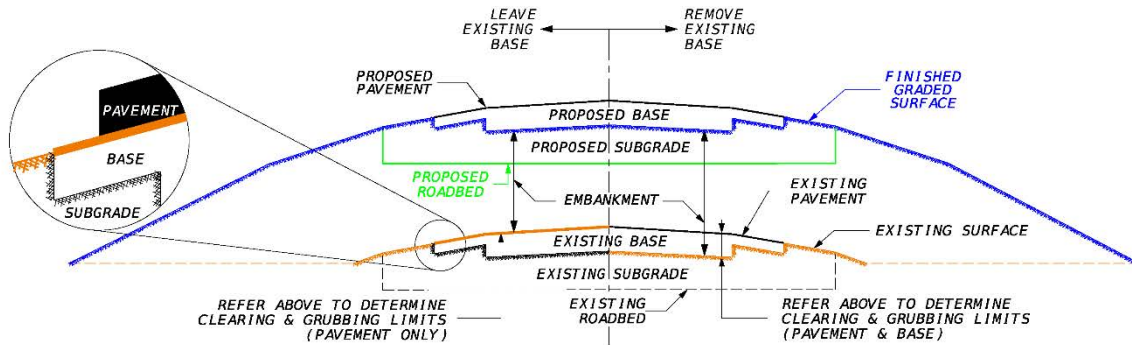 LEAVE
EXISTING
BASE
REMOVE
EXISTING
BASE
PROPOSED
PAVEMENT
FINISHED
GRADED
SURFACE
PAVEMENT
BASE
SUBGRADE
PROPOSED BASE
PROPOSED SUBGRADE
PROPOSED
ROADBED
EMBANKMENT
EXISTING
PAVEMENT
EXISTING BASE
EXISTING SURFACE
EXISTING SUBGRADE
REFER ABOVE TO DETERMINE
CLEARING & GRUBBING LIMITS
(PAVEMENT ONLY)
EXISTING
ROADBED
REFER ABOVE TO DETERMINE
CLEARING & GRUBBING LIMITS
(PAVEMENT & BASE)